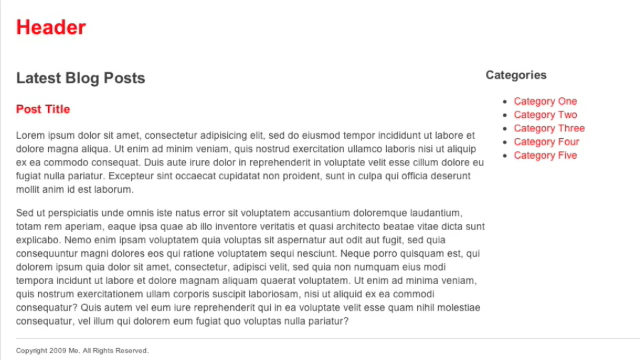 Header
Latest Blog Posts
Post Title
Lorem ipsum dolor sit amet, consectetur adipisicing elit, sed do eiusmod tempor incididunt ut labore et
dolore magna aliqua. Ut enim ad minim veniam, quis nostrud exercitation ullamco laboris nisi ut aliquip
ex ea commodo consequat. Duis aute irure dolor in reprehenderit in voluptate velit esse cillum dolore eu
fugiat nulla pariatur. Excepteur sint occaecat cupidatat non proident, sunt in culpa qui officia deserunt
mollit anim id est laborum.
Sed ut perspiciatis unde omnis iste natus error sit voluptatem accusantium doloremque laudantium,
totam rem aperiam, eaque ipsa quae ab illo inventore veritatis et quasi architecto beatae vitae dicta sunt
explicabo. Nemo enim ipsam voluptatem quia voluptas sit aspernatur aut odit aut fugit, sed quia
consequuntur magni dolores eos qui ratione voluptatem sequi nesciunt. Neque porro quisquam est, qui
dolorem ipsum quia dolor sit amet, consectetur, adipisci velit, sed quia non numquam eius modi
tempora incidunt ut labore et dolore magnam aliquam quaerat voluptatem. Ut enim ad minima veniam,
quis nostrum exercitationem ullam corporis suscipit laboriosam, nisi ut aliquid ex ea commodi
consequatur? Quis autem vel eum iure reprehenderit qui in ea voluptate velit esse quam nihil molestiae
consequatur, vel illum qui dolorem eum fugiat quo voluptas nulla pariatur?
Categories
Category One
Category Two
Category Three
Category Four
Category Five
Copyright 2009 Me, All Rights Reserved.